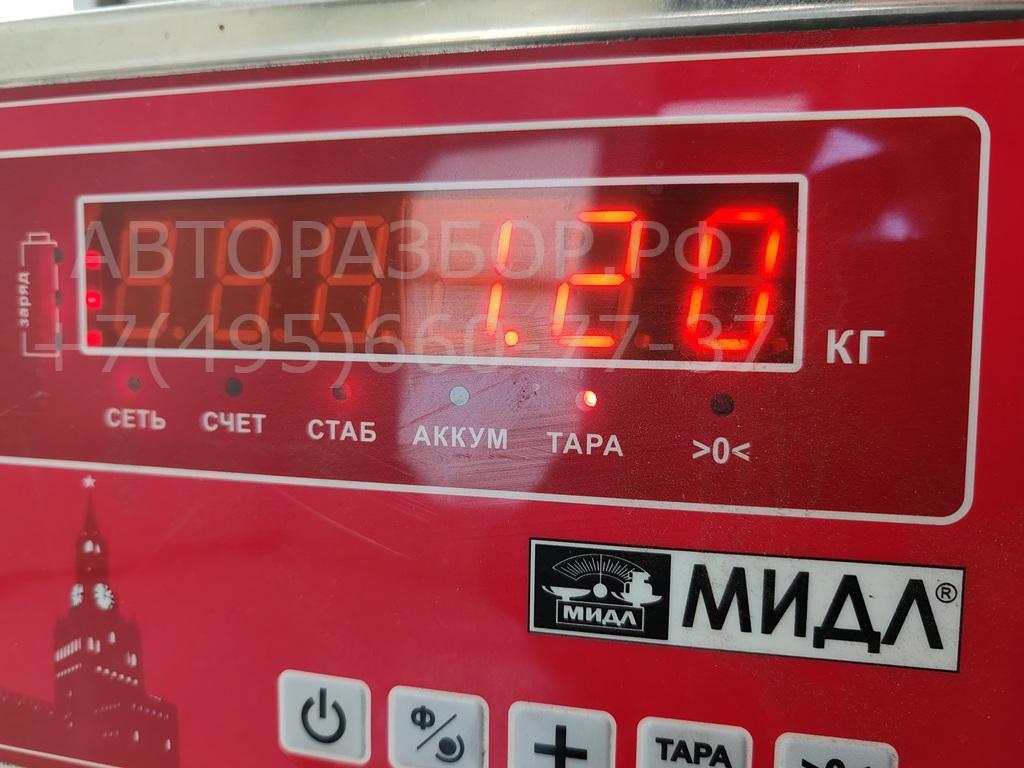 АВТОРАЗБОР.РФ
1.20
+7(495)660-77-37
заряд
КГ
СЕТЬ СЧЕТ СТАБ АККУМ ТАРА >0<
МИДЛ МИДЛ®
Ф
ТАРА
>0<